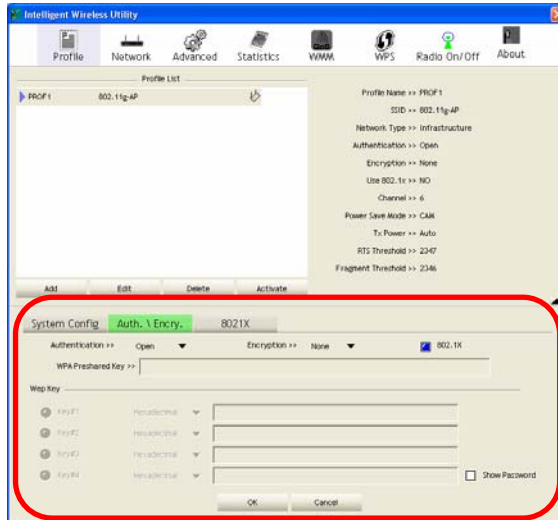 Intelligent Wireless Utility
Profile Network Advanced Statistics WMM WPS Radio On/Off About
Profile List
PROF1 802.11g-AP
Profile Name >> PROF1
SSID >> 802.11g-AP
Network Type >> Infrastructure
Authentication >> Open
Encryption >> None
Use 802.1x >> NO
Channel >> 6
Power Save Mode >> CAM
Tx Power >> Auto
RTS Threshold >> 2347
Fragment Threshold >> 2346
Add Edit Delete Activate
System Config Auth. \ Encry. 8021X
Authentication >> Open Encryption >> None 802.1X
WPA Preshared Key >>
Wep Key
Key#1 Hexadecimal
Key#2 Hexadecimal
Key#3 Hexadecimal
Key#4 Hexadecimal Show Password
OK Cancel